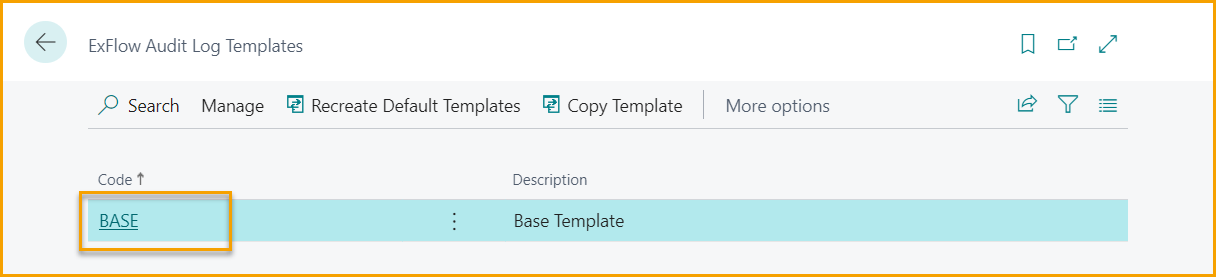 ExFlow Audit Log Templates
Search Manage Recreate Default Templates Copy Template More options
Code ↑ Description
BASE Base Template